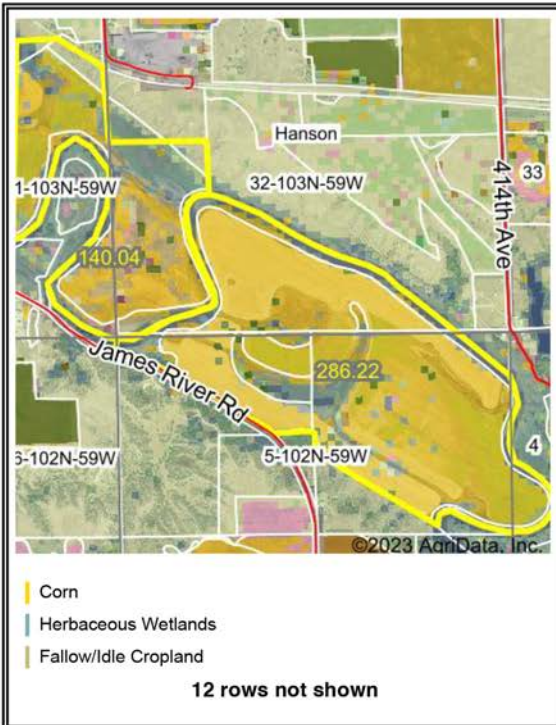 Hanson
1-103N-59W
32-103N-59W
33
414th Ave
140.04
James River Rd
286.22
6-102N-59W
5-102N-59W
4
©2023 AgriData, Inc.
Corn
Herbaceous Wetlands
Fallow/Idle Cropland
12 rows not shown